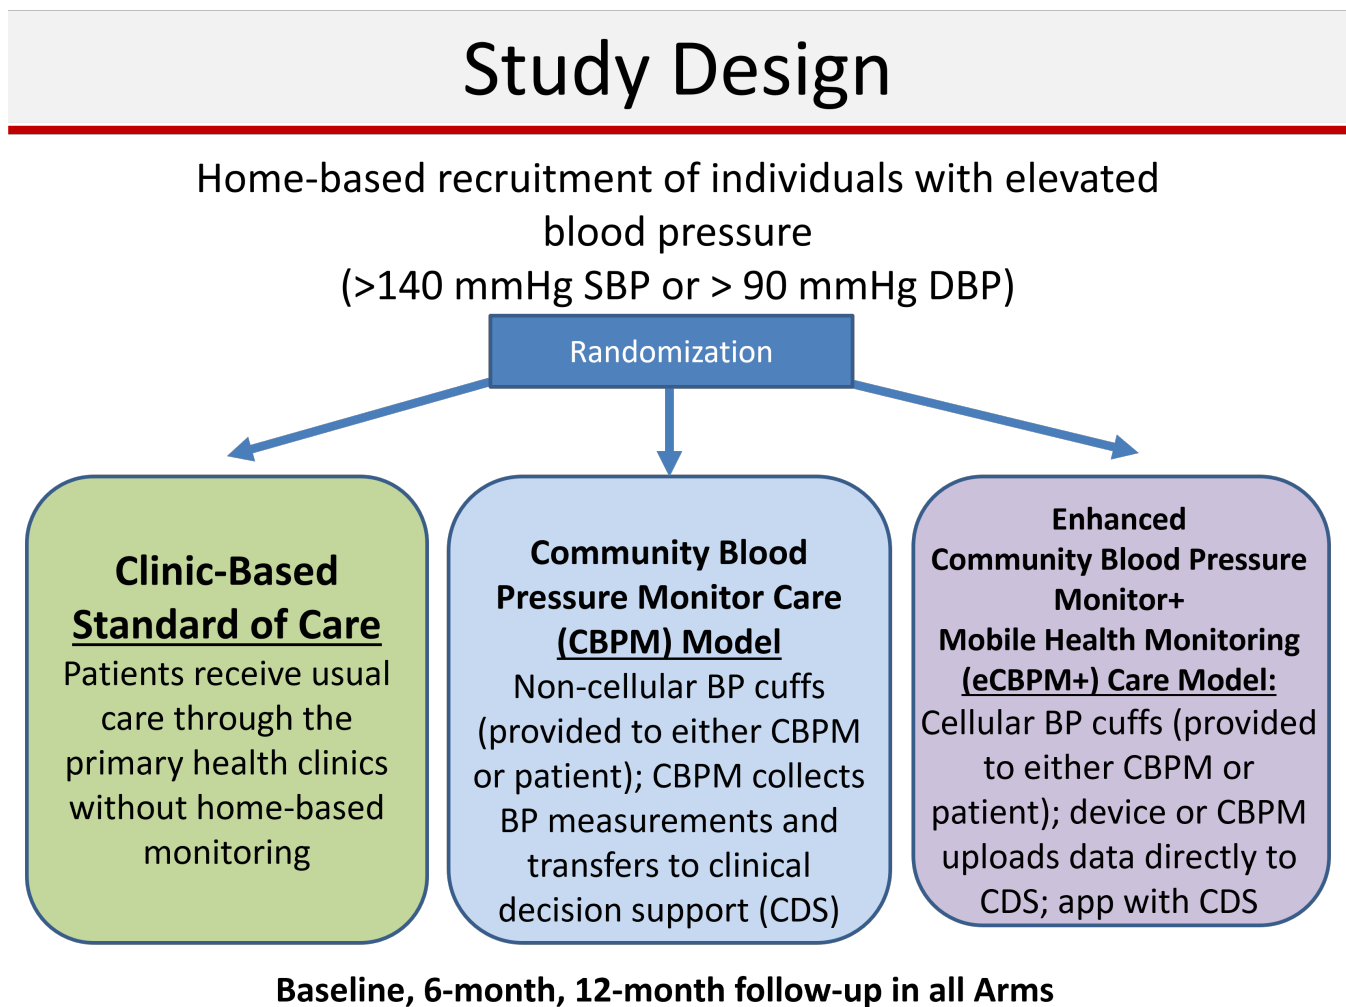 Study Design
Home-based recruitment of individuals with elevated
blood pressure
(>140 mmHg SBP or > 90 mmHg DBP)
Randomization
Clinic-Based
Standard of Care
Patients receive usual
care through the
primary health clinics
without home-based
monitoring
Community Blood
Pressure Monitor Care
(CBPM) Model
Non-cellular BP cuffs
(provided to either CBPM
or patient); CBPM collects
BP measurements and
transfers to clinical
decision support (CDS)
Enhanced
Community Blood Pressure
Monitor+
Mobile Health Monitoring
(eCBPM+) Care Model:
Cellular BP cuffs (provided
to either CBPM or
patient); device or CBPM
uploads data directly to
CDS; app with CDS
Baseline, 6-month, 12-month follow-up in all Arms